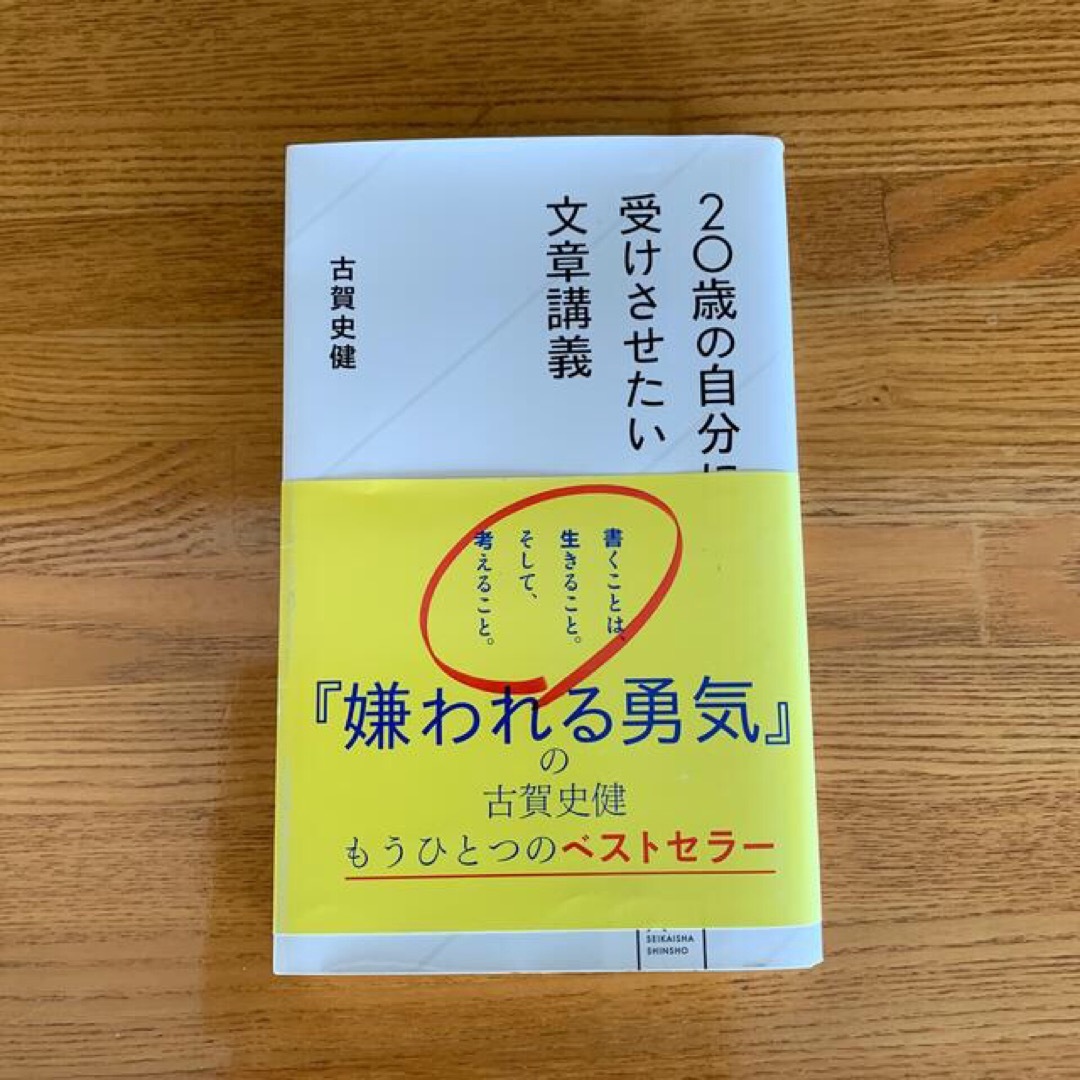 ２〇歳の自分に
受けさせたい
文章講義
古賀史健
書くことは、
生きること。
そして、
考えること。
『嫌われる勇気』
の
古賀史健
もうひとつのベストセラー
SEIKAISHA
SHINSHO